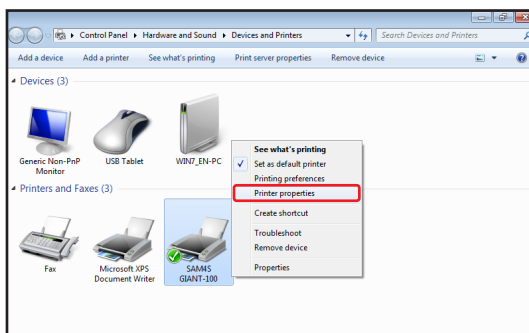 Control Panel ▸ Hardware and Sound ▸ Devices and Printers
Search Devices and Printers
Add a device Add a printer See what's printing Print server properties Remove device
Devices (3)
Generic Non-PnP
Monitor
USB Tablet
WIN7_EN-PC
See what's printing
Set as default printer
Printing preferences
Printer properties
Create shortcut
Troubleshoot
Remove device
Properties
Printers and Faxes (3)
Fax
Microsoft XPS
Document Writer
SAM4S
GIANT-100